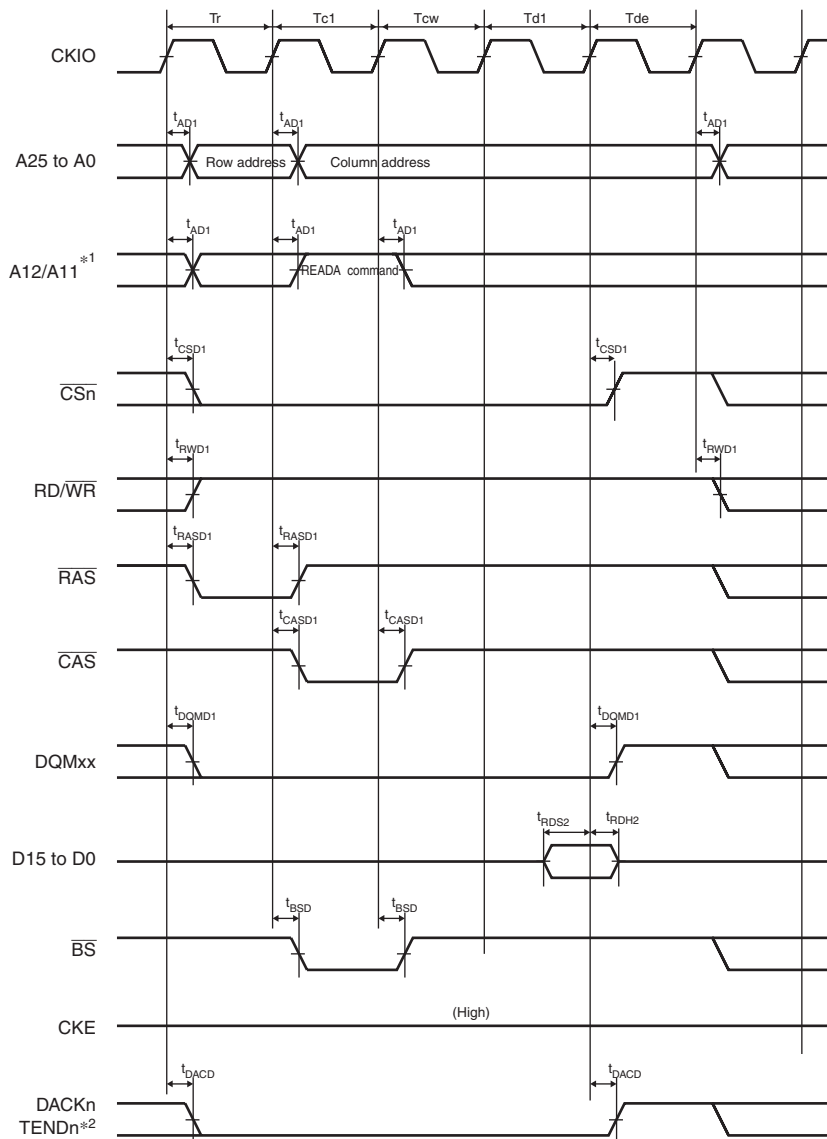 Tr Tc1 Tcw Td1 Tde
CKIO
tAD1 tAD1 tAD1
A25 to A0 Row address Column address
tAD1 tAD1 tAD1
A12/A11*1 READA command
tCSD1 tCSD1
CSn
tRWD1 tRWD1
RD/WR
tRASD1 tRASD1
RAS
tCASD1 tCASD1
CAS
tDQMD1 tDQMD1
DQMxx
tRDS2 tRDH2
D15 to D0
tBSD tBSD
BS
(High)
CKE
tDACD tDACD
DACKn
TENDn*2